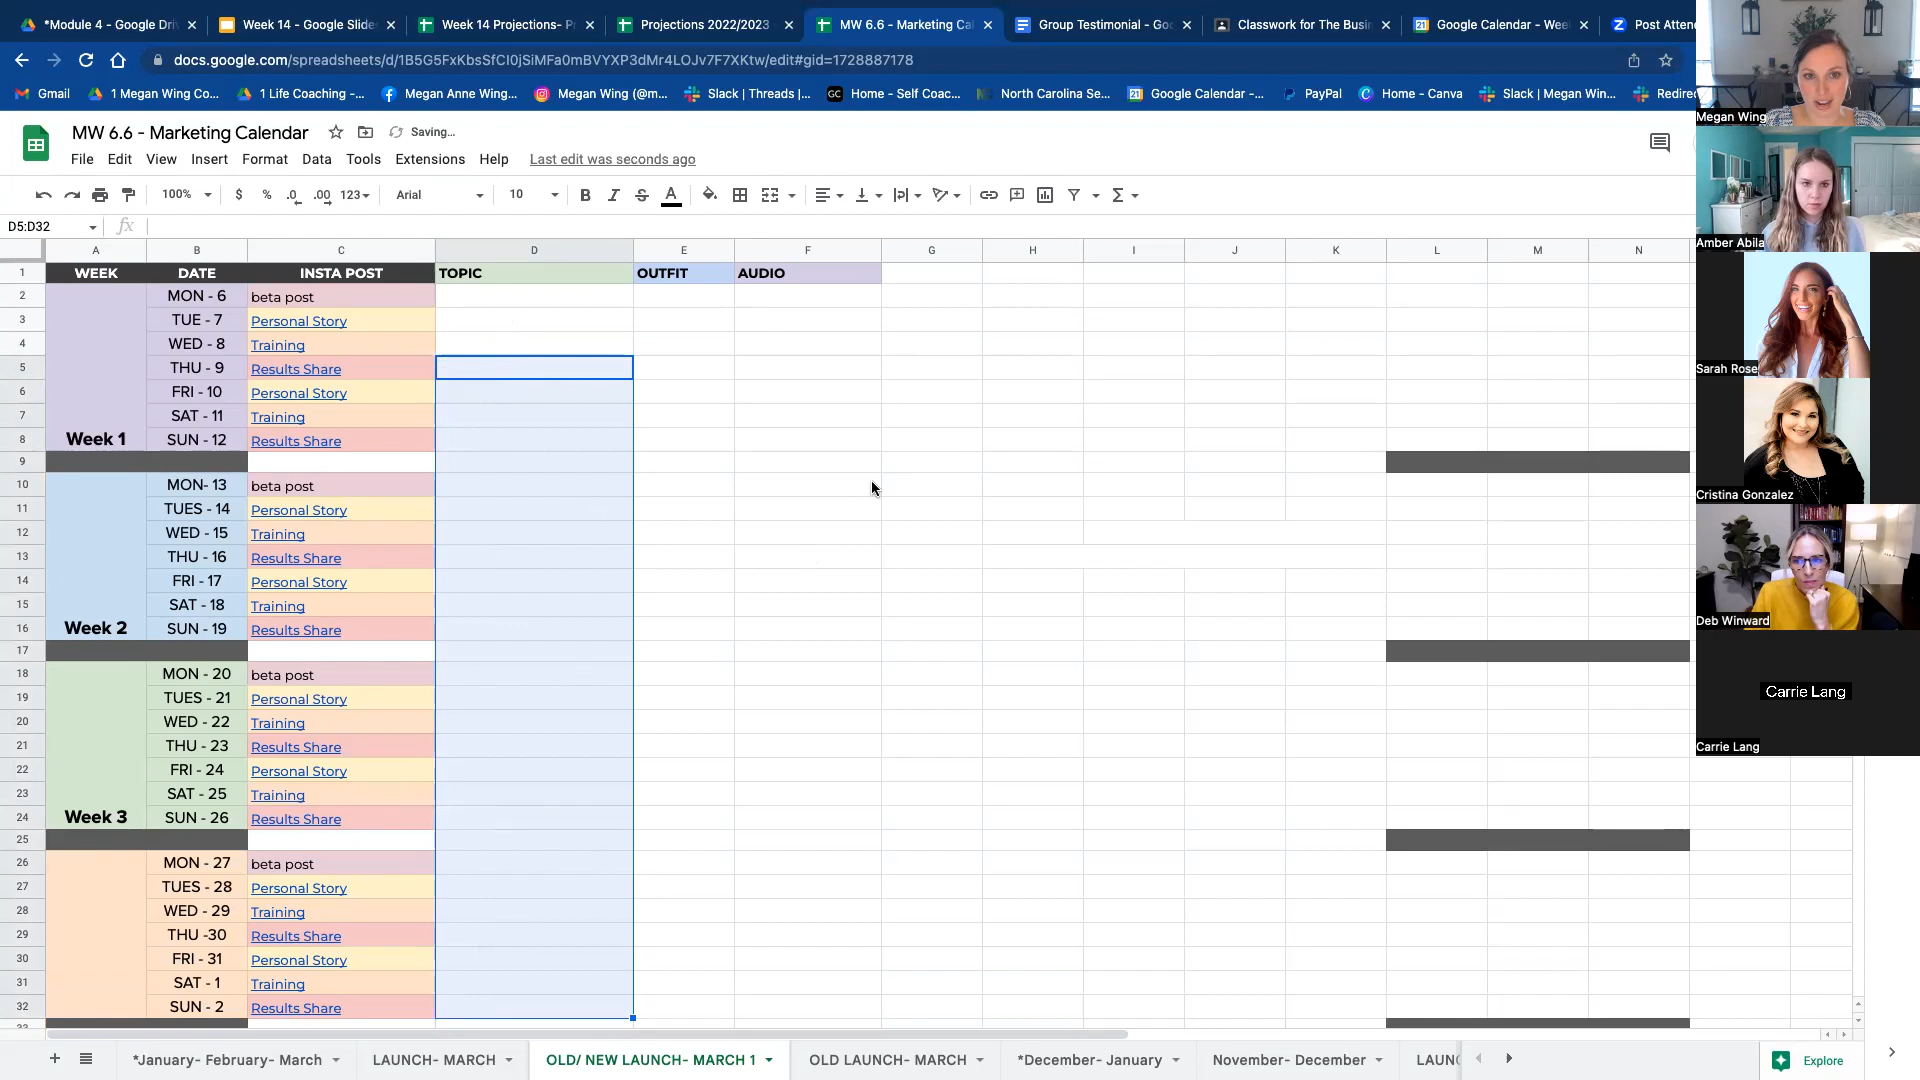 *Module 4 - Google Dri
Week 14 - Google Slide
Week 14 Projections- P
Projections 2022/2023
MW 6.6 - Marketing Cal
Group Testimonial - Goo
Classwork for The Busin
Google Calendar - Wee
Post Atten
docs.google.com/spreadsheets/d/1B5G5FxKbsSfCI0jSiMFa0mBVYXP3dMr4LOJv7F7XKtw/edit#gid=1728887178
Gmail
1 Megan Wing Co...
1 Life Coaching -...
Megan Anne Wing...
Megan Wing (@m...
Slack | Threads |...
Home - Self Coac...
North Carolina Se...
Google Calendar -...
PayPal
Home - Canva
Slack | Megan Win...
Redirec
MW 6.6 - Marketing Calendar
Saving...
File Edit View Insert Format Data Tools Extensions Help Last edit was seconds ago
100% $ % .0 .00 123 Arial 10 B I S A
D5:D32 fx
A B C D E F G H I J K L M N
1 WEEK DATE INSTA POST TOPIC OUTFIT AUDIO
2 MON - 6 beta post
3 TUE - 7 Personal Story
4 WED - 8 Training
5 THU - 9 Results Share
6 FRI - 10 Personal Story
7 SAT - 11 Training
8 Week 1 SUN - 12 Results Share
9
10 MON- 13 beta post
11 TUES - 14 Personal Story
12 WED - 15 Training
13 THU - 16 Results Share
14 FRI - 17 Personal Story
15 SAT - 18 Training
16 Week 2 SUN - 19 Results Share
17
18 MON - 20 beta post
19 TUES - 21 Personal Story
20 WED - 22 Training
21 THU - 23 Results Share
22 FRI - 24 Personal Story
23 SAT - 25 Training
24 Week 3 SUN - 26 Results Share
25
26 MON - 27 beta post
27 TUES - 28 Personal Story
28 WED - 29 Training
29 THU -30 Results Share
30 FRI - 31 Personal Story
31 SAT - 1 Training
32 SUN - 2 Results Share
*January- February- March
LAUNCH- MARCH
OLD/ NEW LAUNCH- MARCH 1
OLD LAUNCH- MARCH
*December- January
November- December
LAUNC
Explore
Megan Wing
Amber Abila
Sarah Rose
Cristina Gonzalez
Deb Winward
Carrie Lang
Carrie Lang